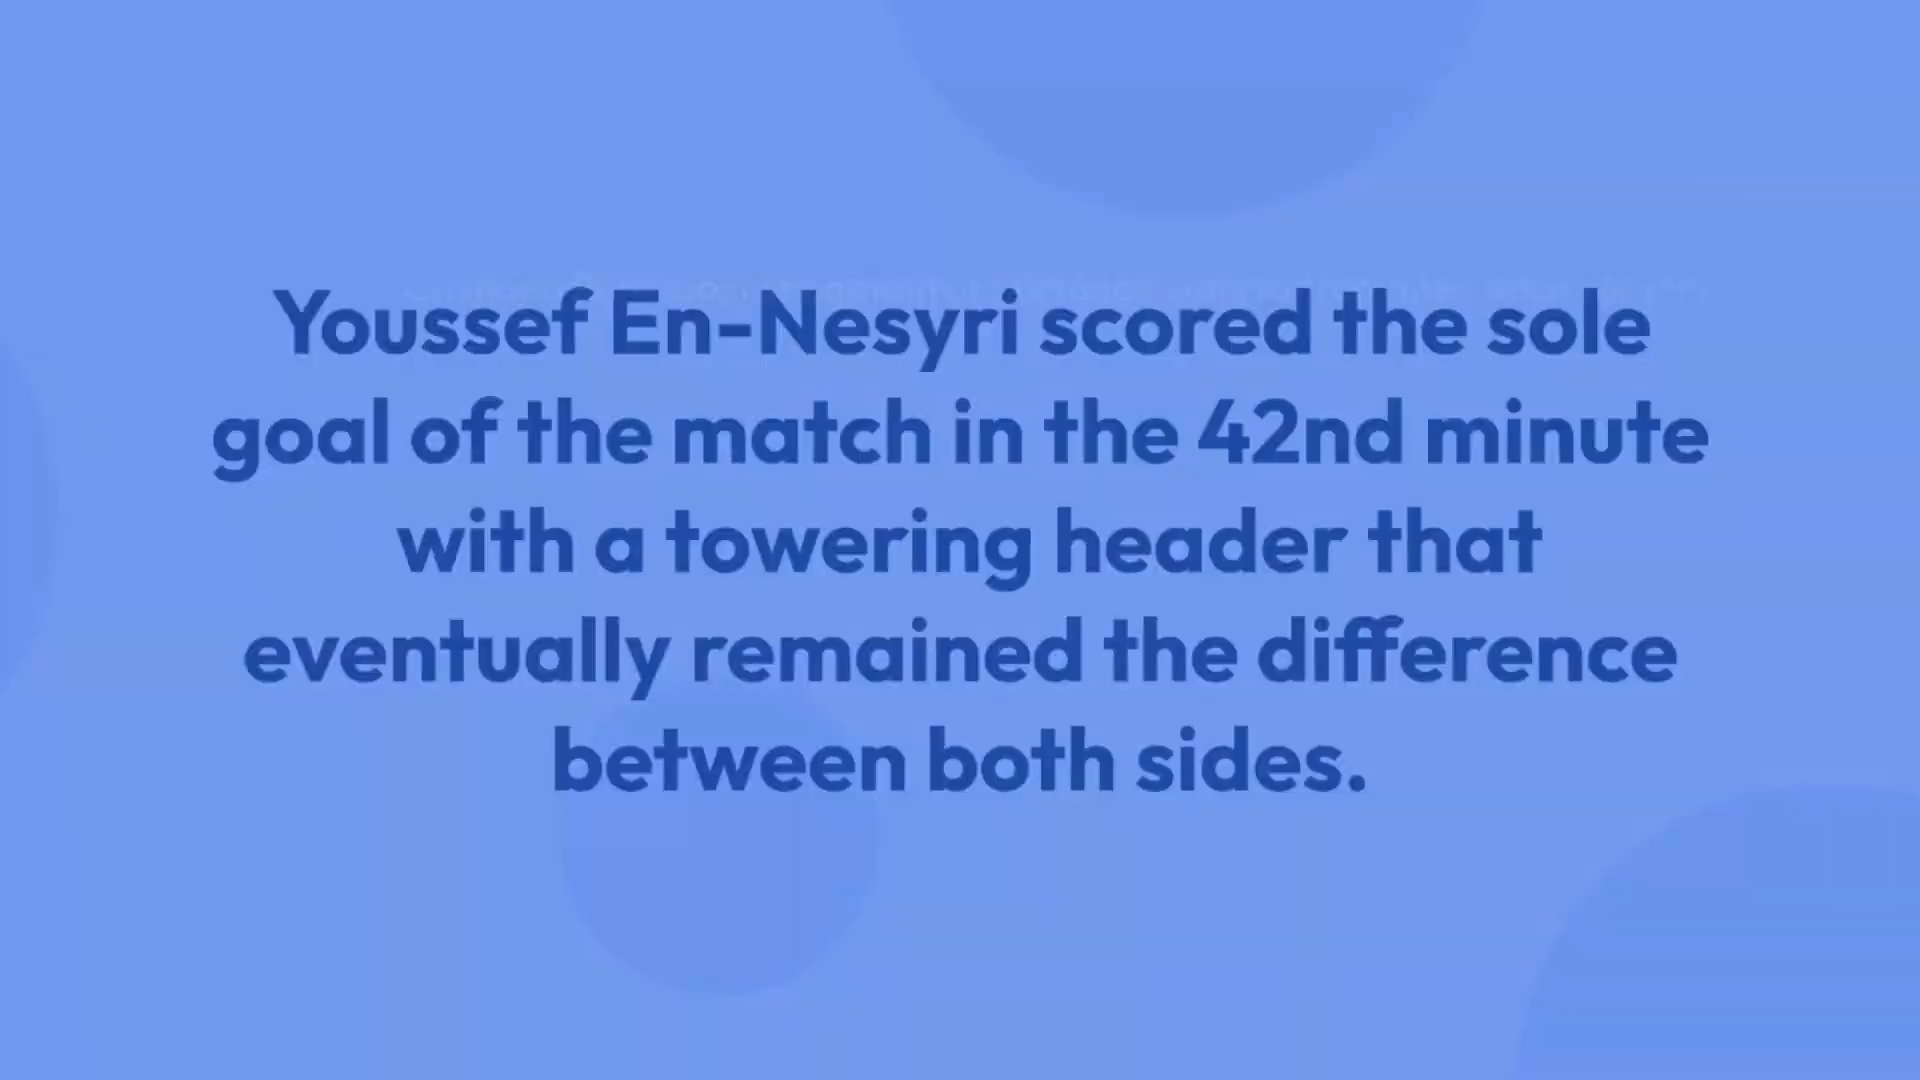 Youssef En-Nesyri scored the sole
goal of the match in the 42nd minute
with a towering header that
eventually remained the difference
between both sides.